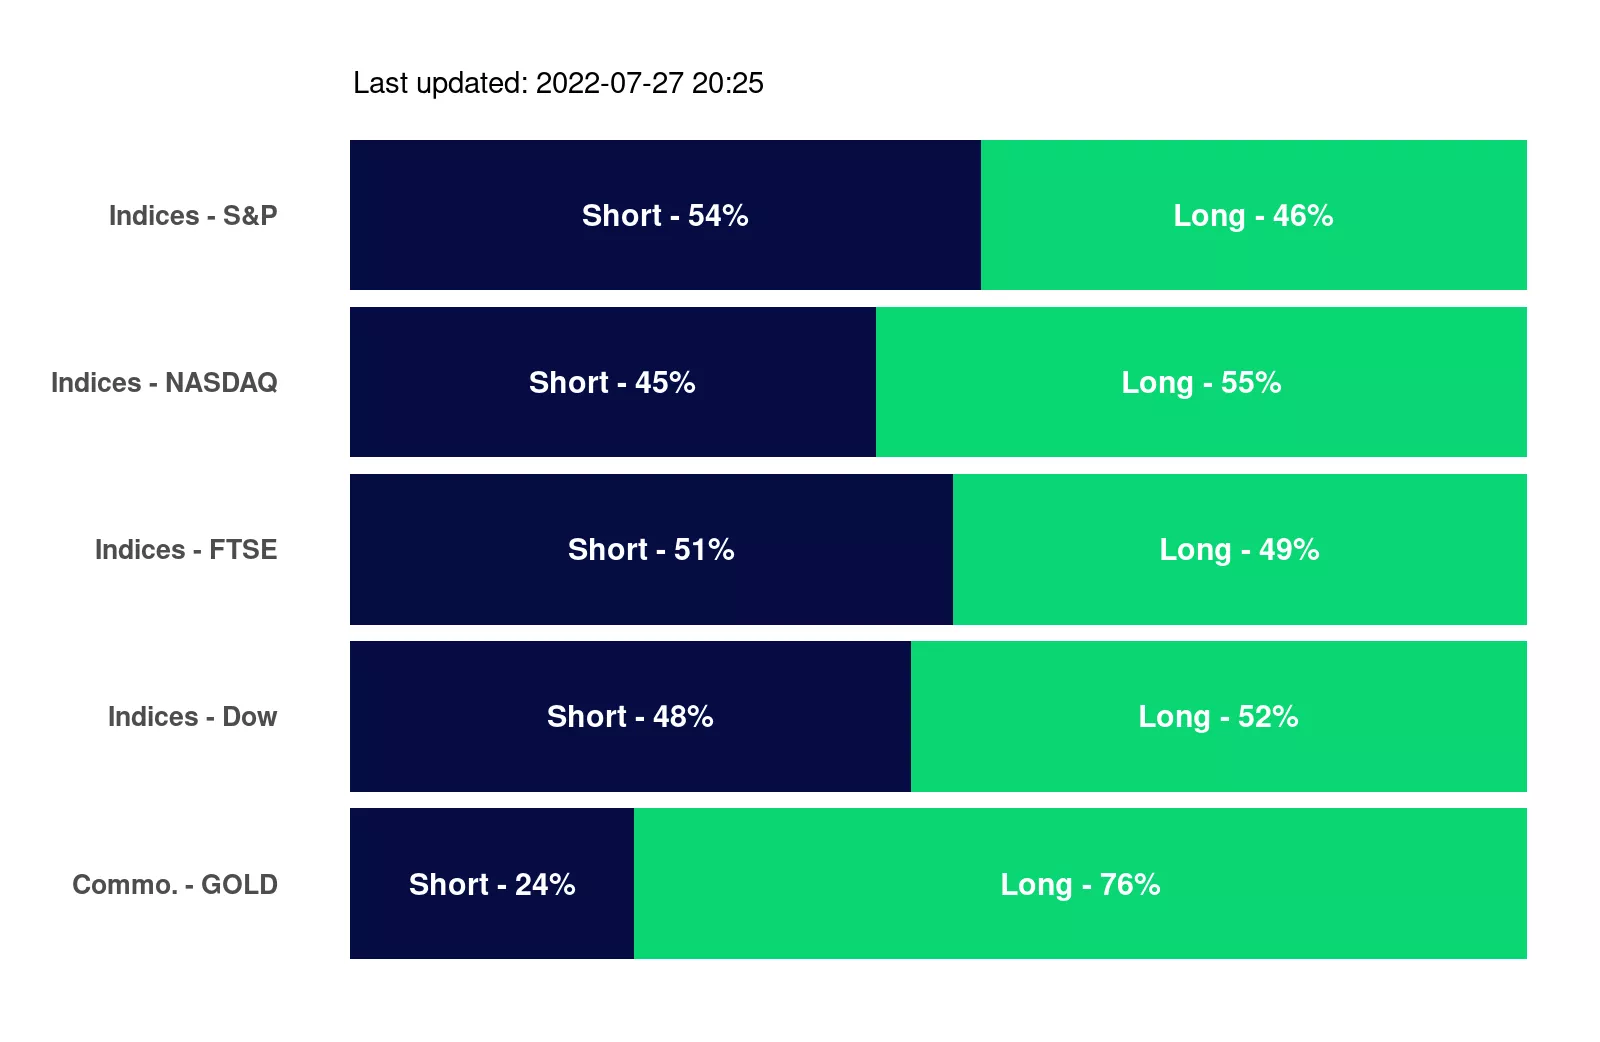 Last updated: 2022-07-27 20:25
Indices - S&P Short - 54% Long - 46%
Indices - NASDAQ Short - 45% Long - 55%
Indices - FTSE Short - 51% Long - 49%
Indices - Dow Short - 48% Long - 52%
Commo. - GOLD Short - 24% Long - 76%